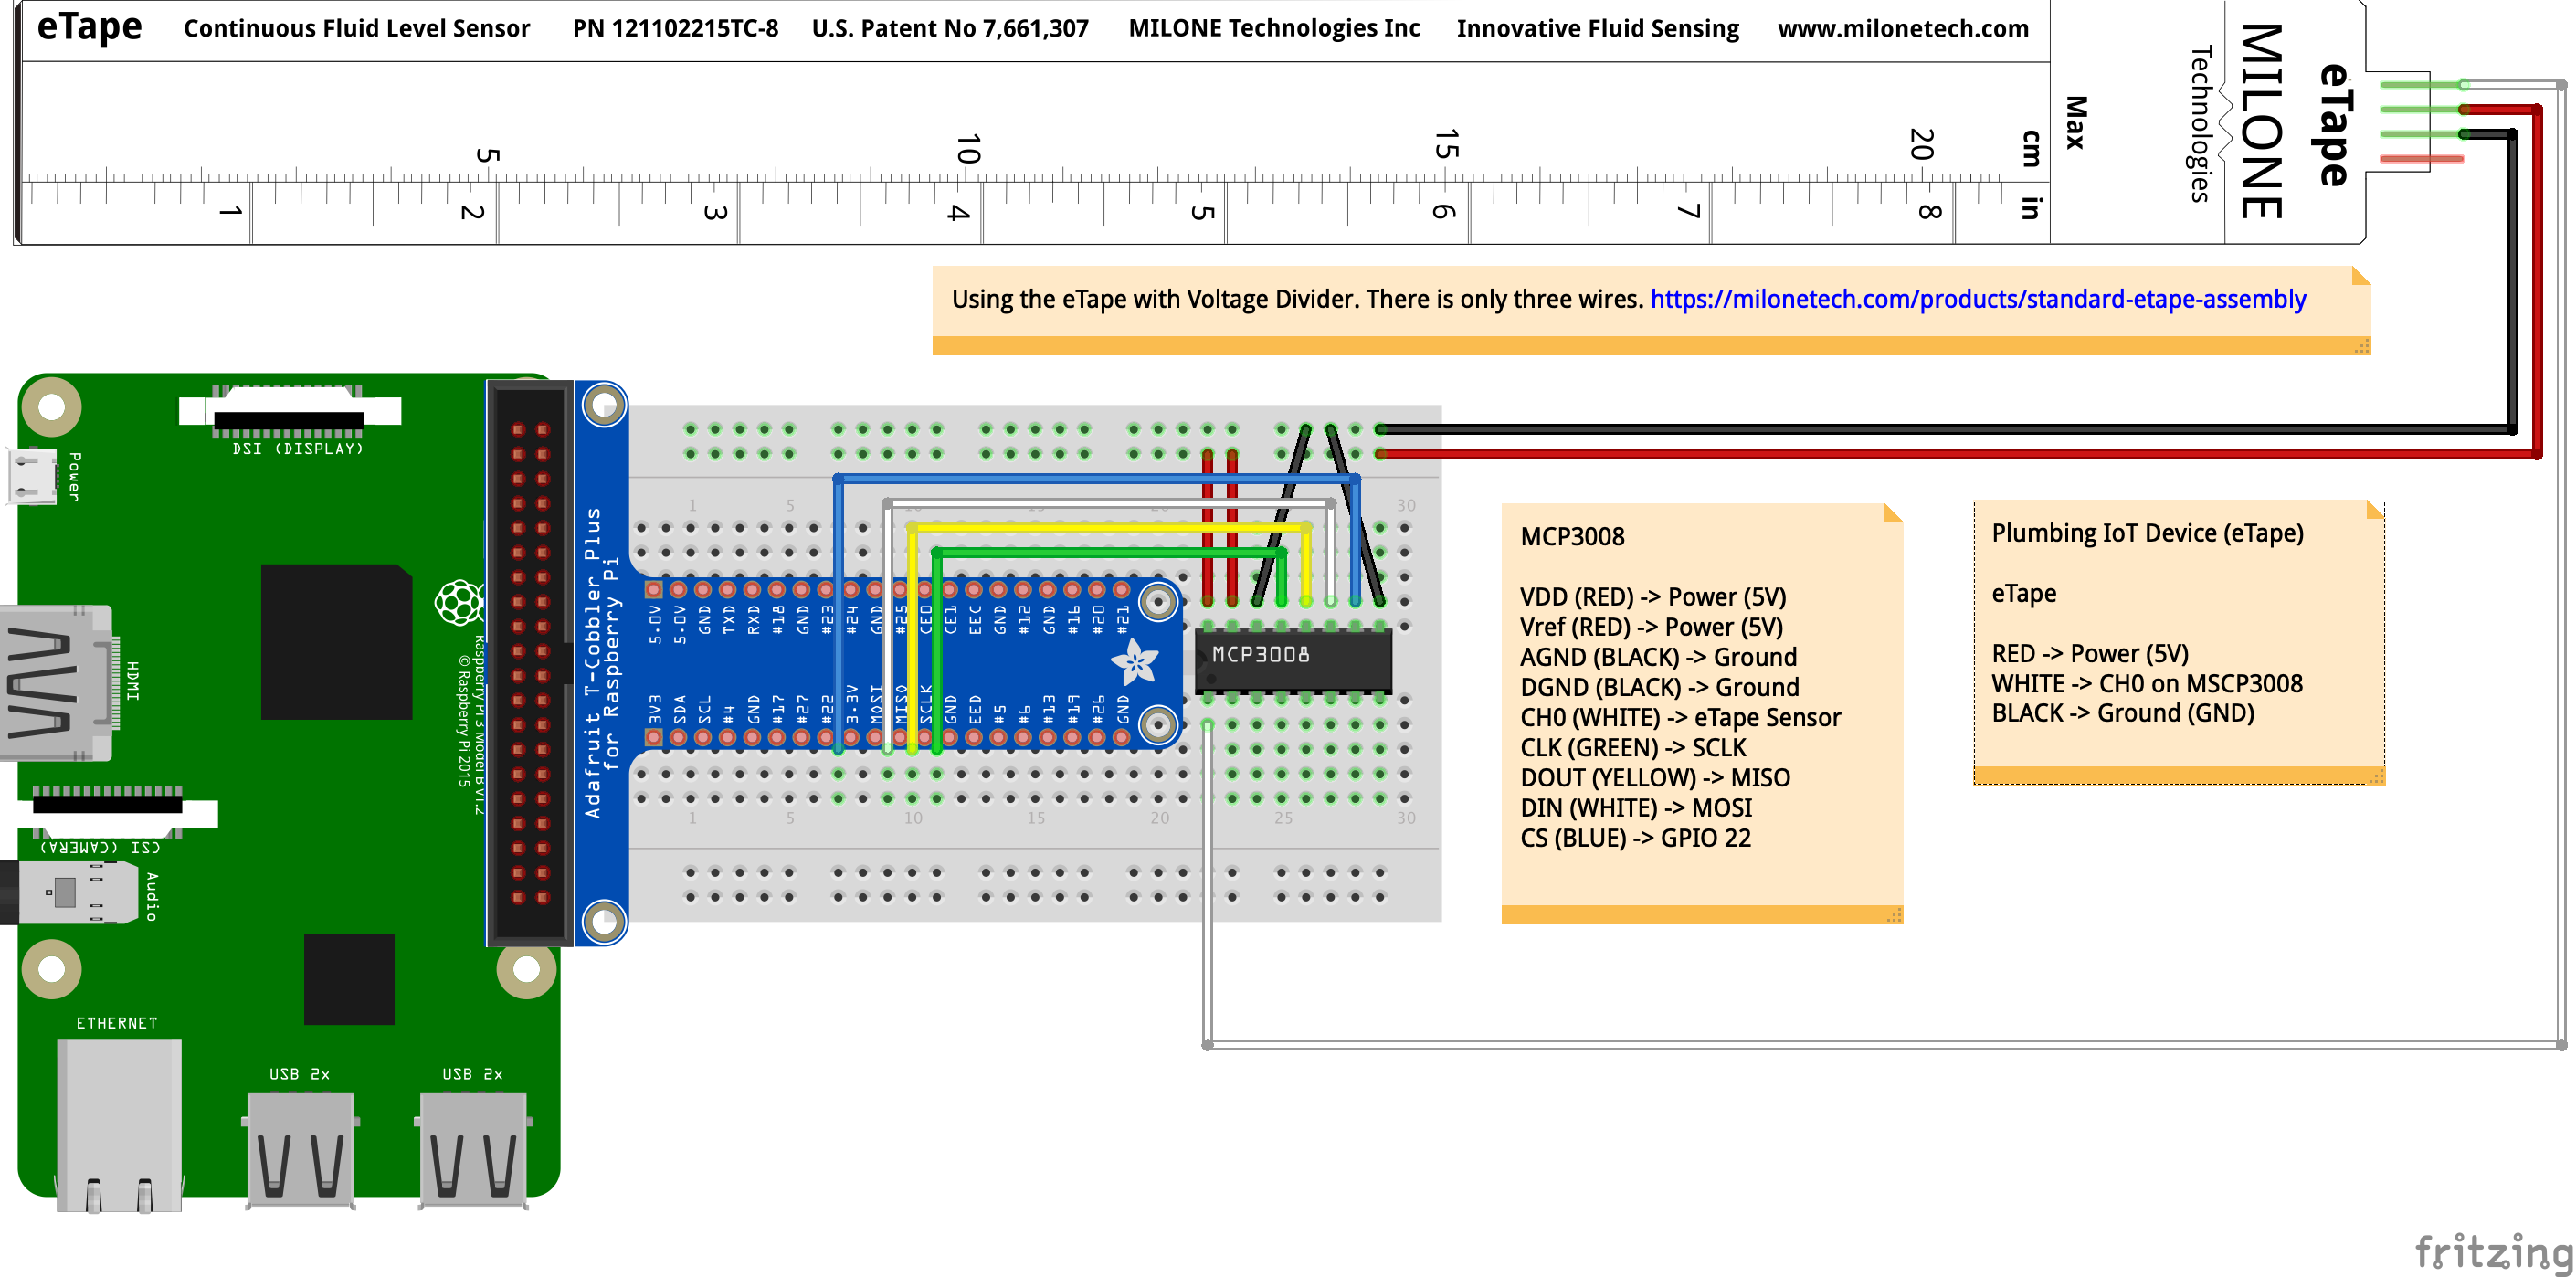 eTape Continuous Fluid Level Sensor PN 121102215TC-8 U.S. Patent No 7,661,307 MILONE Technologies Inc Innovative Fluid Sensing www.milonetech.com
5 10 15 20 cm
1 2 3 4 5 6 7 8 in
Max
Technologies
MILONE
eTape
Using the eTape with Voltage Divider. There is only three wires. https://milonetech.com/products/standard-etape-assembly
DSI (DISPLAY)
Power
HDMI
Raspberry Pi 3 Model B V1.2
© Raspberry Pi 2015
CSI (CAMERA)
Audio
ETHERNET
USB 2x
USB 2x
Adafruit T-Cobbler Plus
for Raspberry Pi
1 5 30
5.0V 5.0V GND TXD RXD #18 GND #23 #24 GND #25 CE0 CE1 EEC #12 GND #16 #20 #21
3V3 SDA SCL #4 GND #17 #27 #22 3.3V MOSI MISO SCLK GND EED #5 #6 #13 #19 #26 GND
MCP3008
1 5 10 15 20 25 30
MCP3008
VDD (RED) -> Power (5V)
Vref (RED) -> Power (5V)
AGND (BLACK) -> Ground
DGND (BLACK) -> Ground
CH0 (WHITE) -> eTape Sensor
CLK (GREEN) -> SCLK
DOUT (YELLOW) -> MISO
DIN (WHITE) -> MOSI
CS (BLUE) -> GPIO 22
Plumbing IoT Device (eTape)
eTape
RED -> Power (5V)
WHITE -> CH0 on MSCP3008
BLACK -> Ground (GND)
fritzing